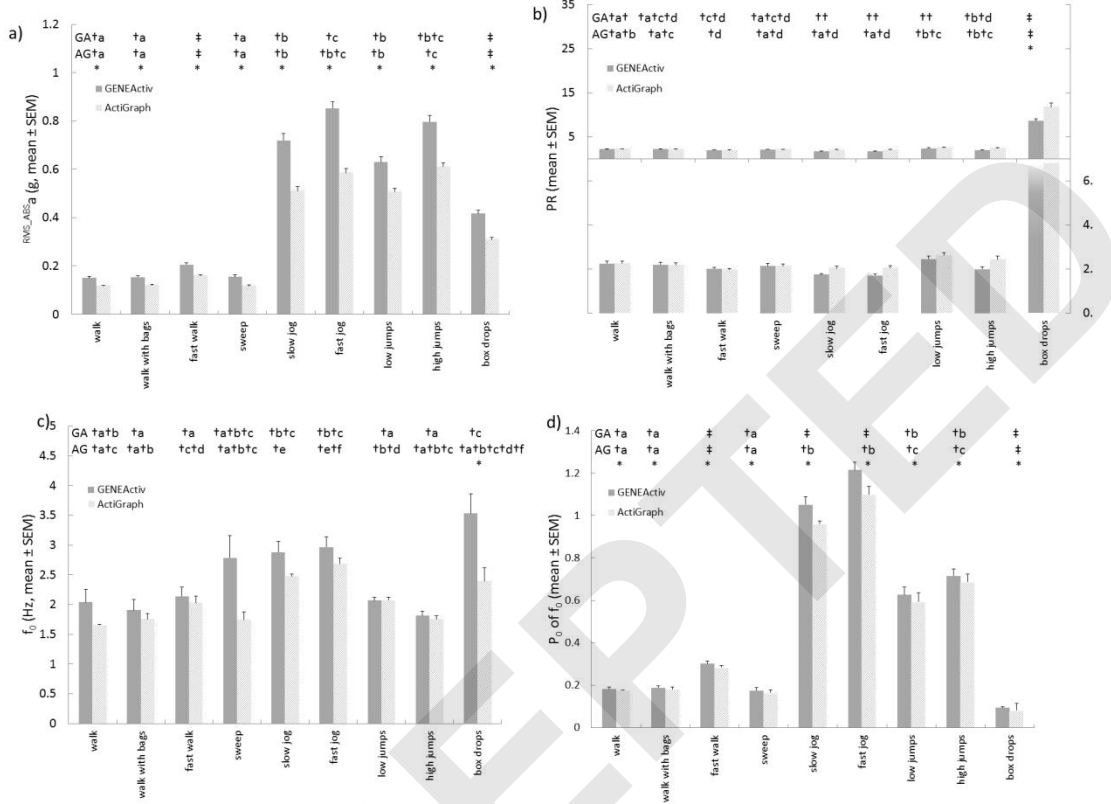 a)
1.2
1
0.8
0.6
0.4
0.2
0
RMS_ABSa (g, mean ± SEM)
GA†a †a ‡ †a †b †c †b †b†c ‡
AG†a †a ‡ †a †b †b†c †b †c ‡
* * * * * * * * *
GENEActiv
ActiGraph
walk
walk with bags
fast walk
sweep
slow jog
fast jog
low jumps
high jumps
box drops
b)
35
25
15
5
PR (mean ± SEM)
GA†a† †a†c†d †c†d †a†c†d †† †† †† †b†d ‡
AG†a†b †a†c †d †a†d †a†d †a†d †b†c †b†c ‡
*
GENEActiv
ActiGraph
6.
4.
2.
0.
walk
walk with bags
fast walk
sweep
slow jog
fast jog
low jumps
high jumps
box drops
c)
5
4.5
4
3.5
3
2.5
2
1.5
1
0.5
0
f0 (Hz, mean ± SEM)
GA †a†b †a †a †a†b†c †b†c †b†c †a †a †c
AG †a†c †a†b †c†d †a†b†c †e †e†f †b†d †a†b†c †a†b†c†d†f
*
GENEActiv
ActiGraph
walk
walk with bags
fast walk
sweep
slow jog
fast jog
low jumps
high jumps
box drops
d)
1.4
1.2
1
0.8
0.6
0.4
0.2
0
P0 of f0 (mean ± SEM)
GA †a †a ‡ †a ‡ ‡ †b †b ‡
AG †a †a ‡ †a †b †b †c †c ‡
* * * * * * * * *
GENEActiv
ActiGraph
walk
walk with bags
fast walk
sweep
slow jog
fast jog
low jumps
high jumps
box drops
EPTED